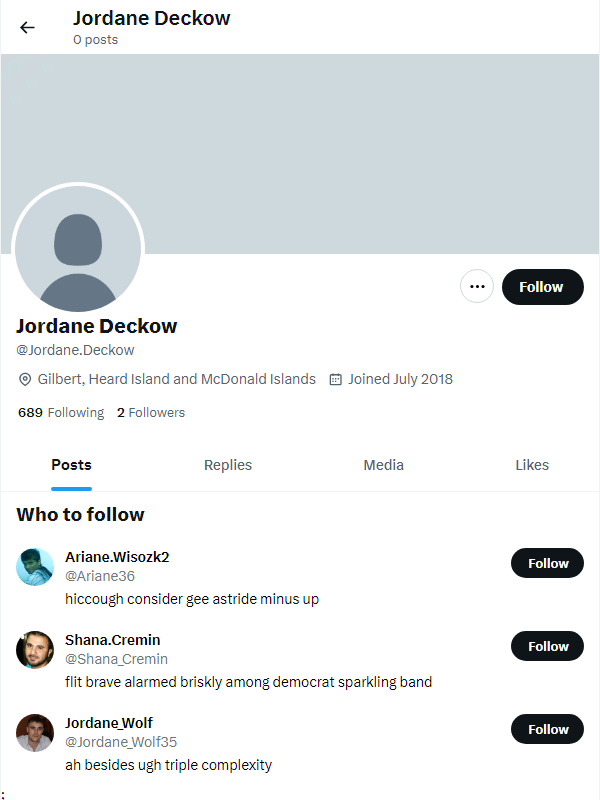 Jordane Deckow
0 posts
Follow
Jordane Deckow
@Jordane.Deckow
Gilbert, Heard Island and McDonald Islands Joined July 2018
689 Following 2 Followers
Posts Replies Media Likes
Who to follow
Ariane.Wisozk2
@Ariane36
Follow
hiccough consider gee astride minus up
Shana.Cremin
@Shana_Cremin
Follow
flit brave alarmed briskly among democrat sparkling band
Jordane_Wolf
@Jordane_Wolf35
Follow
ah besides ugh triple complexity
;